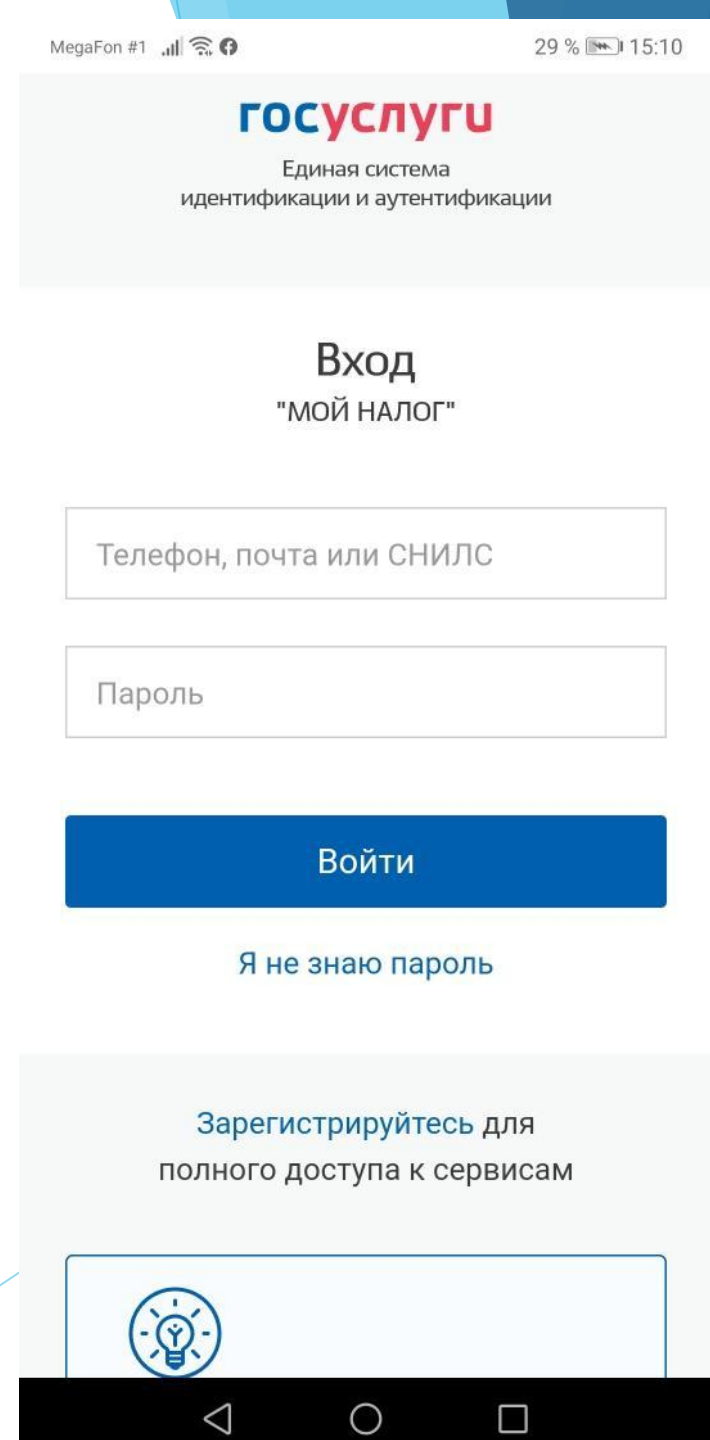 MegaFon #1 29 % 15:10
госуслуги
Единая система
идентификации и аутентификации
Вход
"МОЙ НАЛОГ"
Телефон, почта или СНИЛС
Пароль
Войти
Я не знаю пароль
Зарегистрируйтесь для
полного доступа к сервисам